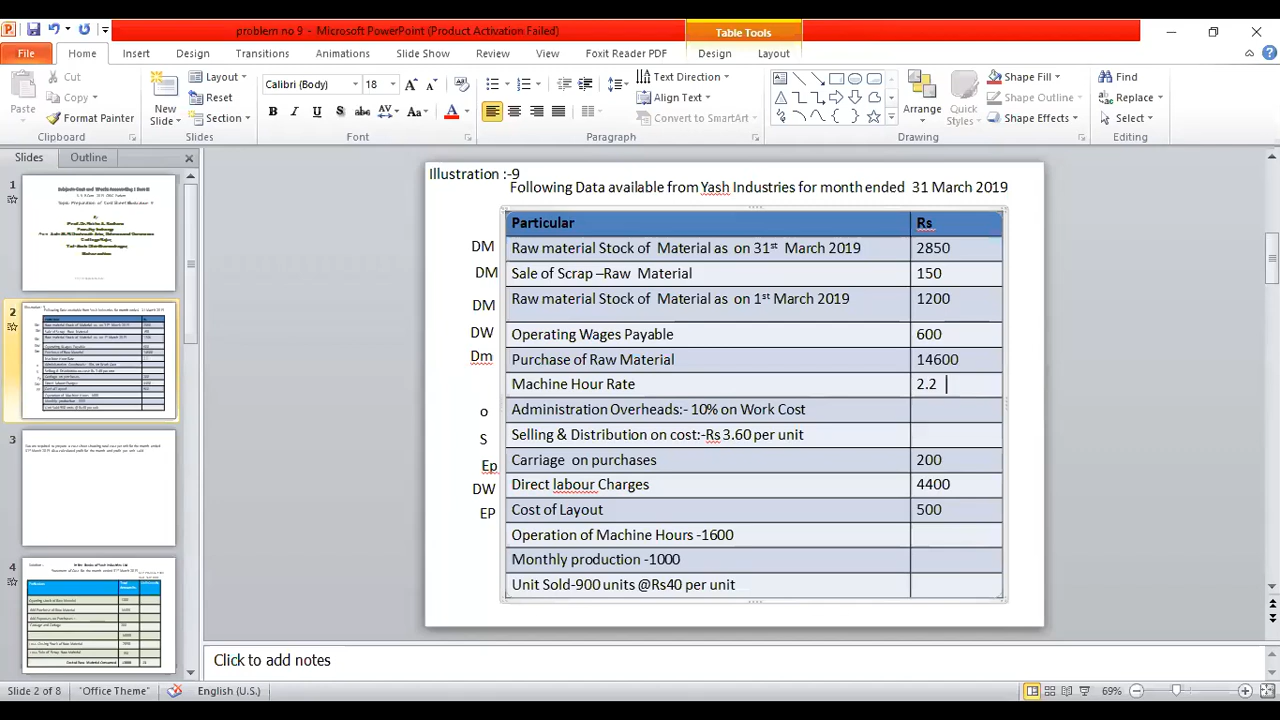 problem no 9 - Microsoft PowerPoint (Product Activation Failed)
Table Tools
File Home Insert Design Transitions Animations Slide Show Review View Foxit Reader PDF Design Layout
Paste
Cut
Copy
Format Painter
Clipboard
New Slide
Layout
Reset
Section
Slides
Calibri (Body) 18
Font
Paragraph
Text Direction
Align Text
Convert to SmartArt
Arrange
Quick Styles
Shape Fill
Shape Outline
Shape Effects
Drawing
Find
Replace
Select
Editing
Slides Outline
1
2
3
4
Illustration :-9
Following Data available from Yash Industries for month ended 31 March 2019
Particular Rs
DM Raw material Stock of Material as on 31st March 2019 2850
DM Sale of Scrap –Raw Material 150
DM Raw material Stock of Material as on 1st March 2019 1200
DW Operating Wages Payable 600
Dm Purchase of Raw Material 14600
Machine Hour Rate 2.2
o Administration Overheads:- 10% on Work Cost
S Selling & Distribution on cost:-Rs 3.60 per unit
Ep Carriage on purchases 200
DW Direct labour Charges 4400
EP Cost of Layout 500
Operation of Machine Hours -1600
Monthly production -1000
Unit Sold-900 units @Rs40 per unit
Click to add notes
Slide 2 of 8 "Office Theme" English (U.S.) 69%